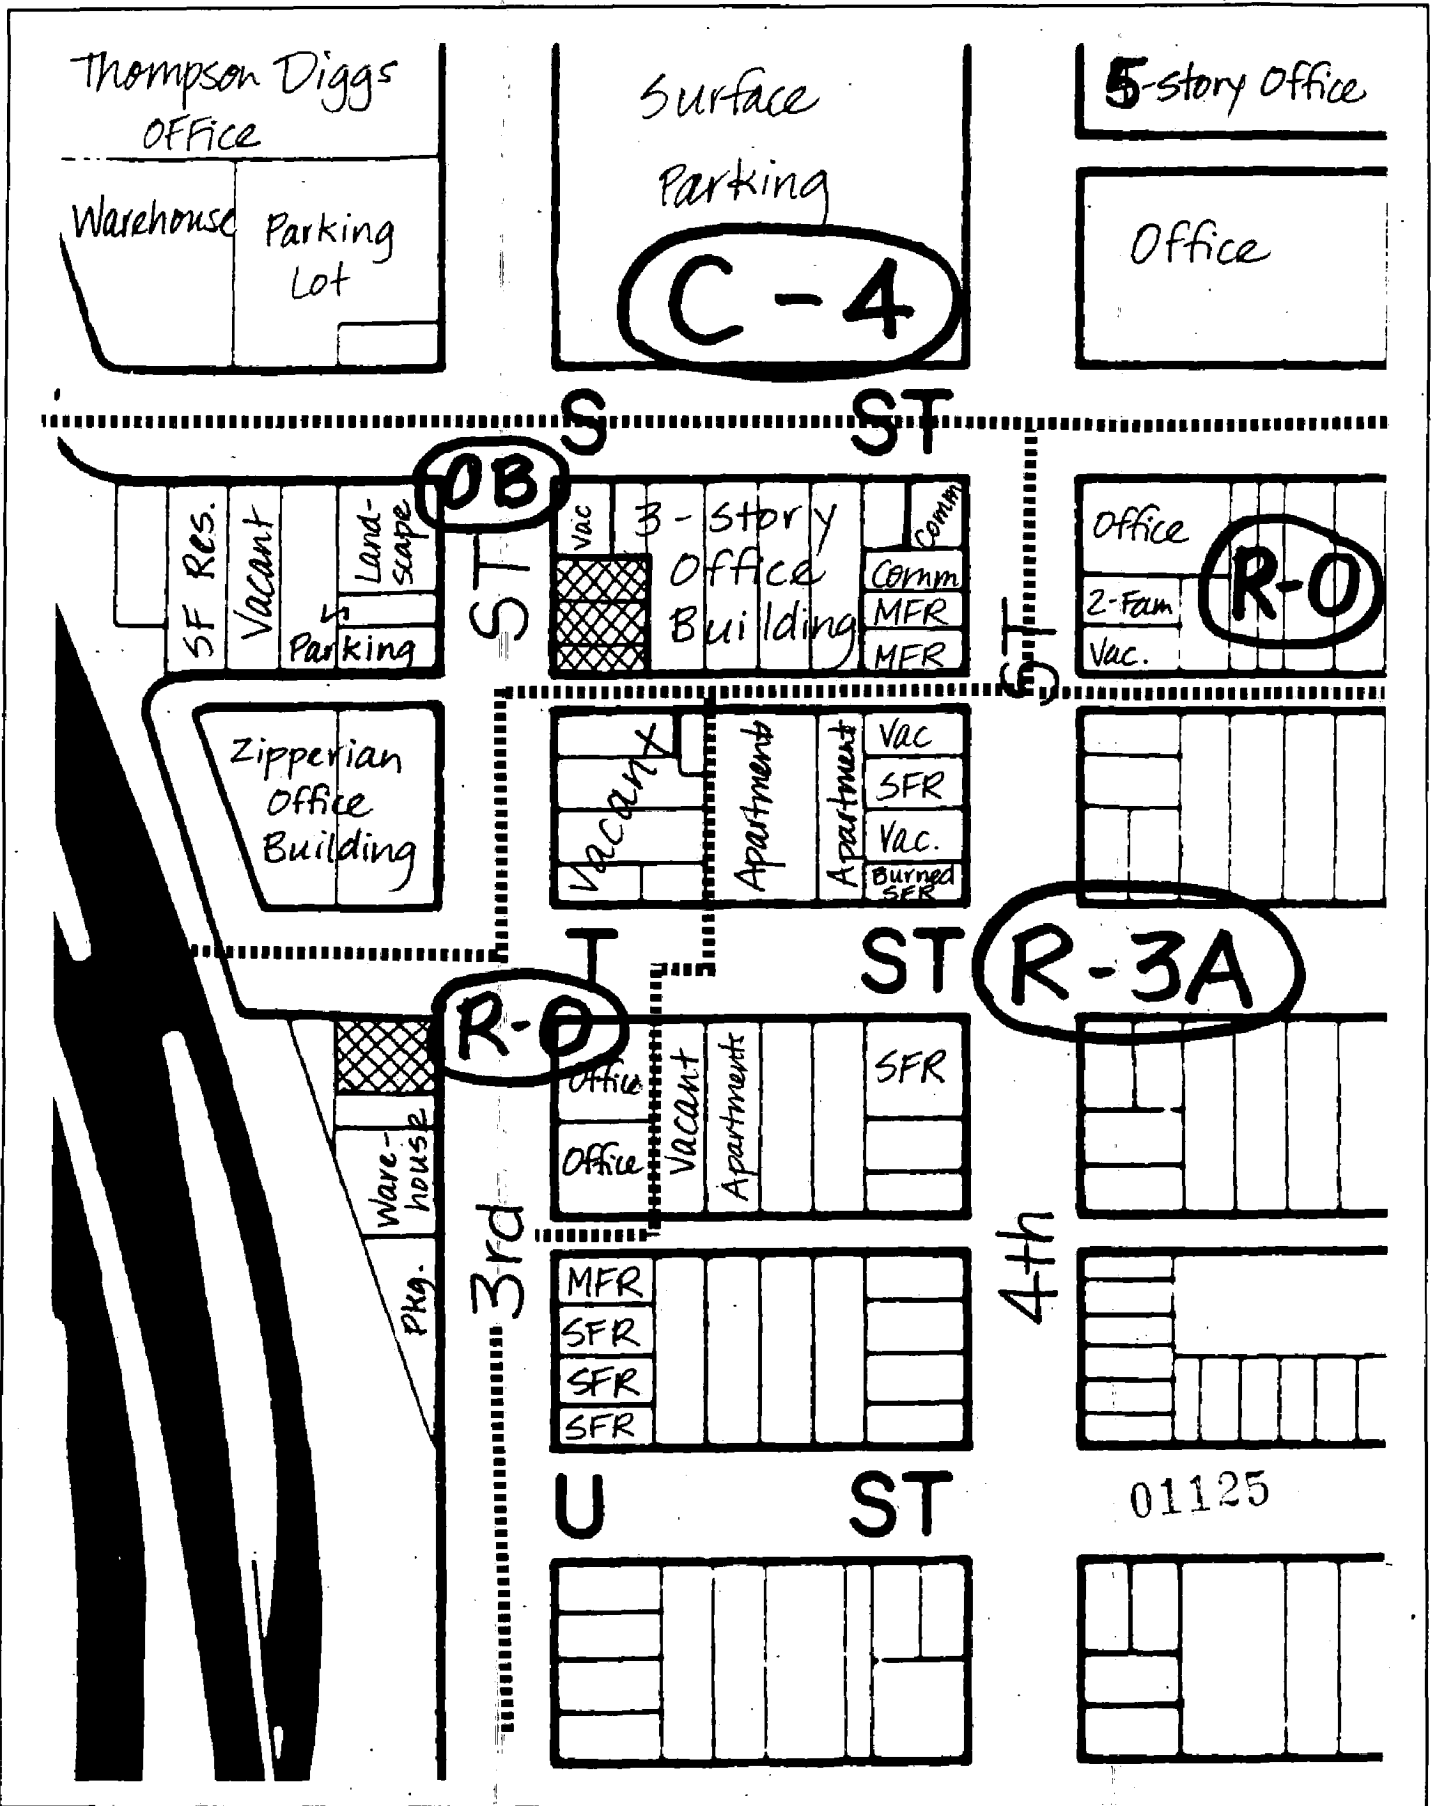 Thompson Diggs
OFFice
Warehouse
Parking
Lot
Surface
Parking
C-4
5-story Office
Office
S ST
OB
SF Res.
Vacant
Land-
scape
Parking
ST
Vac
3-story
Office
Building
Comm
Comm
MFR
MFR
ST
Office
2-Fam
Vac.
R-O
Zipperian
Office
Building
Vacant
Apartments
Apartment
Vac
SFR
Vac.
Burned
SFR
T ST
R-3A
R-O
Office
Office
Vacant
Apartments
SFR
Ware-
house
Pkg.
3rd
4th
MFR
SFR
SFR
SFR
U ST
01125